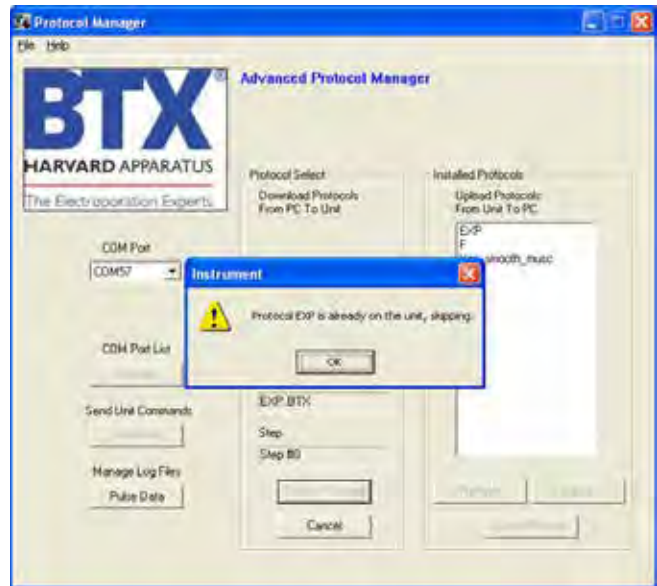 Protocol Manager
File Help
BTX®
HARVARD APPARATUS
The Electroporation Experts
Advanced Protocol Manager
Protocol Select
Download Protocols
From PC To Unit
Installed Protocols
Upload Protocols
From Unit To PC
EXP
F
smooth_musc
COM Port
COM57
Instrument
Protocol EXP is already on the unit, skipping.
OK
COM Port List
Send Unit Commands
Manage Log Files
Pulse Data
EXP.BTX
Step
Step #0
Cancel